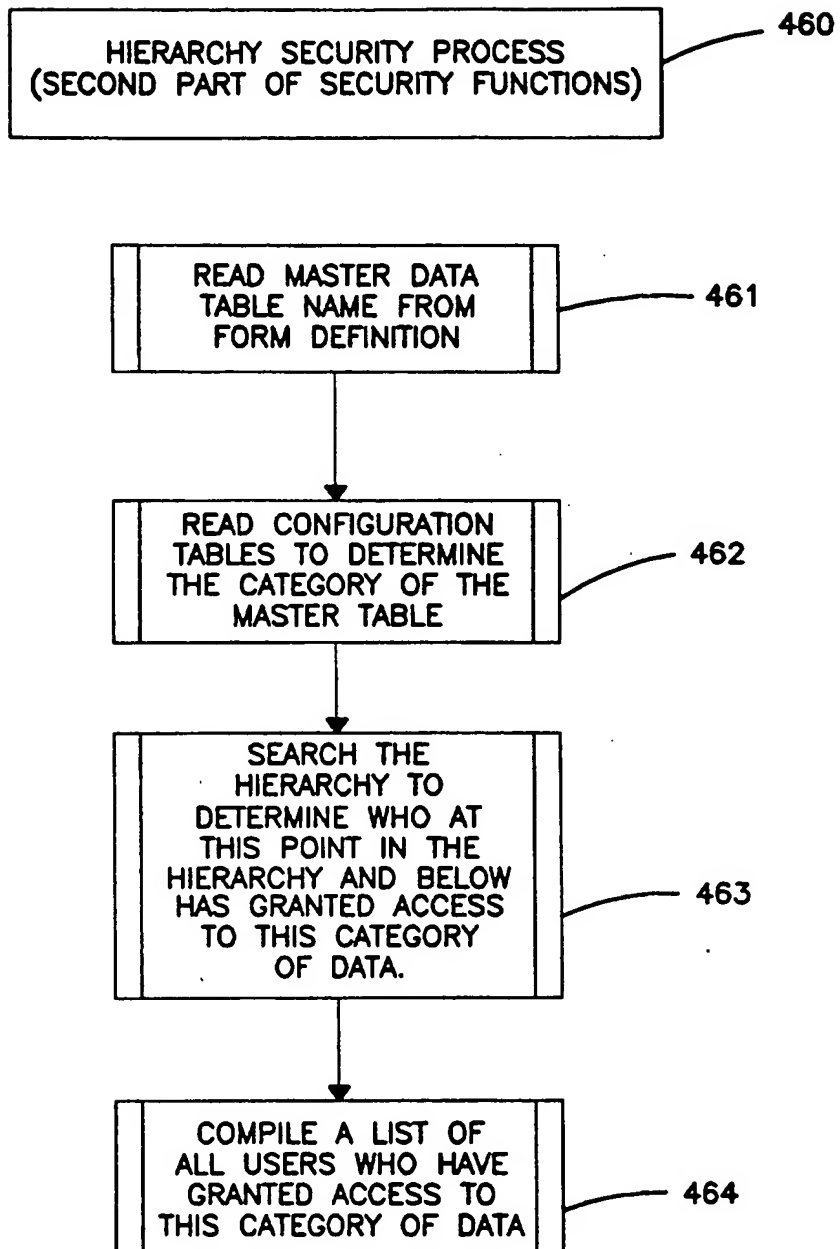 HIERARCHY SECURITY PROCESS
(SECOND PART OF SECURITY FUNCTIONS)
460
READ MASTER DATA
TABLE NAME FROM
FORM DEFINITION
461
READ CONFIGURATION
TABLES TO DETERMINE
THE CATEGORY OF THE
MASTER TABLE
462
SEARCH THE
HIERARCHY TO
DETERMINE WHO AT
THIS POINT IN THE
HIERARCHY AND BELOW
HAS GRANTED ACCESS
TO THIS CATEGORY
OF DATA.
463
COMPILE A LIST OF
ALL USERS WHO HAVE
GRANTED ACCESS TO
THIS CATEGORY OF DATA
464